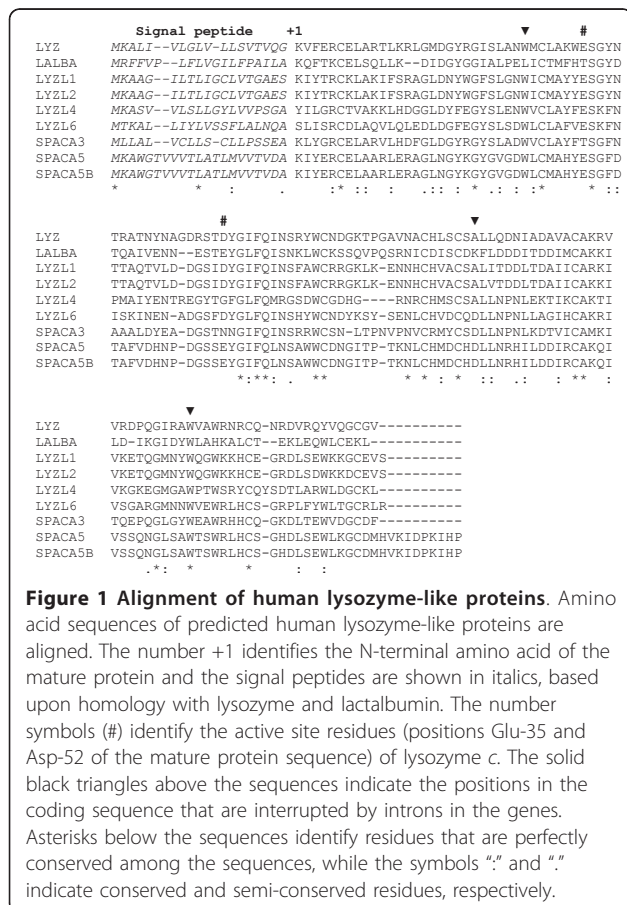 Signal peptide +1 ▼ #
LYZ MKALI--VLGLV-LLSVTVQG KVFERCELARTLKRLGMDGYRGISLANWMCLAKWESGYN
LALBA MRFFVP--LFLVGILFPAILA KQFTKCELSQLLK--DIDGYGGIALPELICTMFHTSGYD
LYZL1 MKAAG---ILTLIGCLVTGAES KIYTRCKLAKIFSRAGLDNYWGFSLGNWICMAYYESGYN
LYZL2 MKAAG---ILTLIGCLVTGAES KIYTRCKLAKIFSRAGLDNYWGFSLGNWICMAYYESGYN
LYZL4 MKASV--VLSLLGYLVVPSGA YILGRCTVAKKLHDGGLDYFEGYSLENWVCLAYFESKFN
LYZL6 MTKAL--LIYLVSSFLALNQA SLISRCDLAQVLQLEDLDGFEGYSLSDWLCLAFVESKFN
SPACA3 MLLAL-VCLLS-CLLPSSEA KLYGRCELARVLHDFGLDGYRGYSLADWVCLAYFTSGFN
SPACA5 MKAWGTVVVTLATLMVVTVDA KIYERCELAARLERAGLNGYKGYGVGDWLCMAHYESGFD
SPACA5B MKAWGTVVVTLATLMVVTVDA KIYERCELAARLERAGLNGYKGYGVGDWLCMAHYESGFD
* * : . :* :: : .:: : * .: .: : :* * ::
# ▼
LYZ TRATNYNAGDRSTDYGIFQINSRYWCNDGKTPGAVNACHLSCSALLQDNIADAVACAKRV
LALBA TQAIVENN--ESTEYGLFQISNKLWCKSSQVPQSRNICDISCDKFLDDDITDDIMCAKKI
LYZL1 TTAQTVLD-DGSIDYGIFQINSFAWCRRGKLK-ENNHCHVACSALITDDLTDAIICARKI
LYZL2 TTAQTVLD-DGSIDYGIFQINSFAWCRRGKLK-ENNHCHVACSALVTDDLTDAIICAKKI
LYZL4 PMAIYENTREGYTGFGLFQMRGSDWCGDHG----RNRCHMSCSALLNPNLEKTIKCAKTI
LYZL6 ISKINENA-DGSFDYGLFQINSHYWCNDYKSY-SENLCHVDCQDLLNPNLLAGIHCAKRI
SPACA3 AAALDYEA-DGSTNNGIFQINSRRWCSN-LTPNVPNVCRMYCSDLLNPNLKDTVICAMKI
SPACA5 TAFVDHNP-DGSSEYGIFQLNSAWWCDNGITP-TKNLCHMDCHDLLNRHILDDIRCAKQI
SPACA5B TAFVDHNP-DGSSEYGIFQLNSAWWCDNGITP-TKNLCHMDCHDLLNRHILDDIRCAKQI
*:**: . ** * * : * :: .: : ** :
▼
LYZ VRDPQGIRAWVAWRNRCQ-NRDVRQYVQGCGV----------
LALBA LD-IKGIDYWLAHKALCT--EKLEQWLCEKL----------
LYZL1 VKETQGMNYWQGWKKHCE-GRDLSEWKKGCEVS---------
LYZL2 VKETQGMNYWQGWKKHCE-GRDLSDWKKDCEVS---------
LYZL4 VKGKEGMGAWPTWSRYCQYSDTLARWLDGCKL----------
LYZL6 VSGARGMNNWVEWRLHCS-GRPLFYWLTGCRLR---------
SPACA3 TQEPQGLGYWEAWRHHCQ-GKDLTEWVDGCDF----------
SPACA5 VSSQNGLSAWTSWRLHCS-GHDLSEWLKGCDMHVKIDPKIHP
SPACA5B VSSQNGLSAWTSWRLHCS-GHDLSEWLKGCDMHVKIDPKIHP
.*: * * : :
Figure 1 Alignment of human lysozyme-like proteins. Amino
acid sequences of predicted human lysozyme-like proteins are
aligned. The number +1 identifies the N-terminal amino acid of the
mature protein and the signal peptides are shown in italics, based
upon homology with lysozyme and lactalbumin. The number
symbols (#) identify the active site residues (positions Glu-35 and
Asp-52 of the mature protein sequence) of lysozyme c. The solid
black triangles above the sequences indicate the positions in the
coding sequence that are interrupted by introns in the genes.
Asterisks below the sequences identify residues that are perfectly
conserved among the sequences, while the symbols ":" and "."
indicate conserved and semi-conserved residues, respectively.